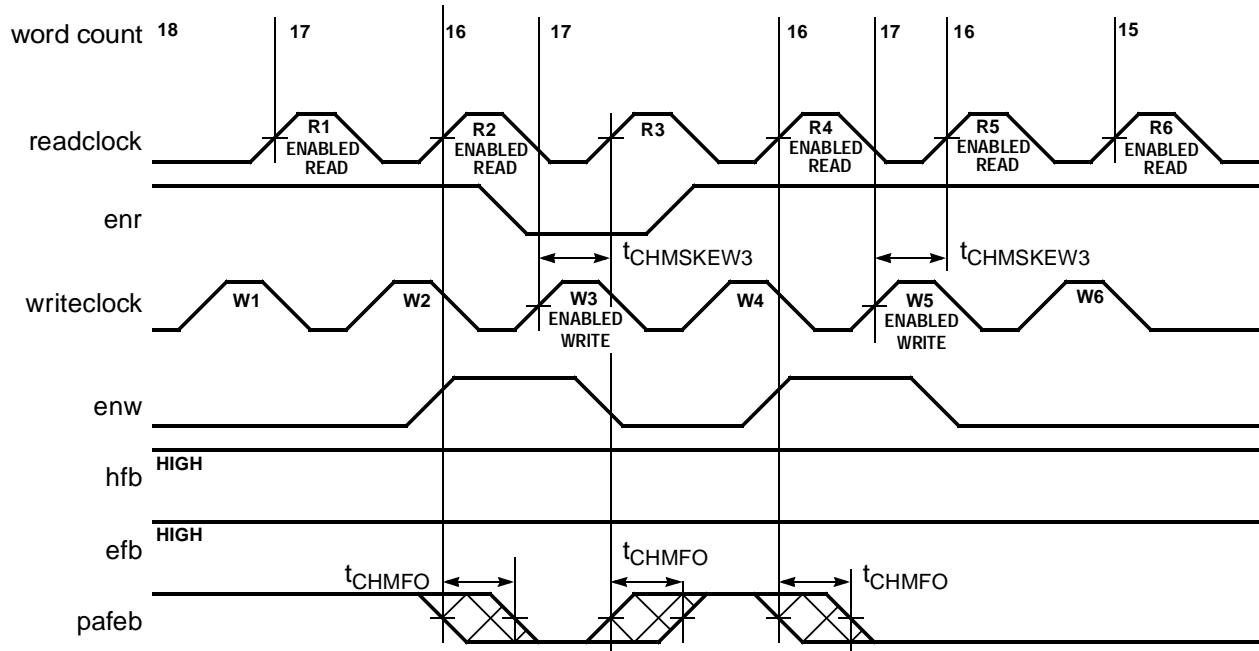 word count 18 17 16 17 16 17 16 15
readclock R1 ENABLED READ R2 ENABLED READ R3 R4 ENABLED READ R5 ENABLED READ R6 ENABLED READ
enr
tCHMSKEW3 tCHMSKEW3
writeclock W1 W2 W3 ENABLED WRITE W4 W5 ENABLED WRITE W6
enw
hfb HIGH
efb HIGH
tCHMFO tCHMFO tCHMFO
pafeb